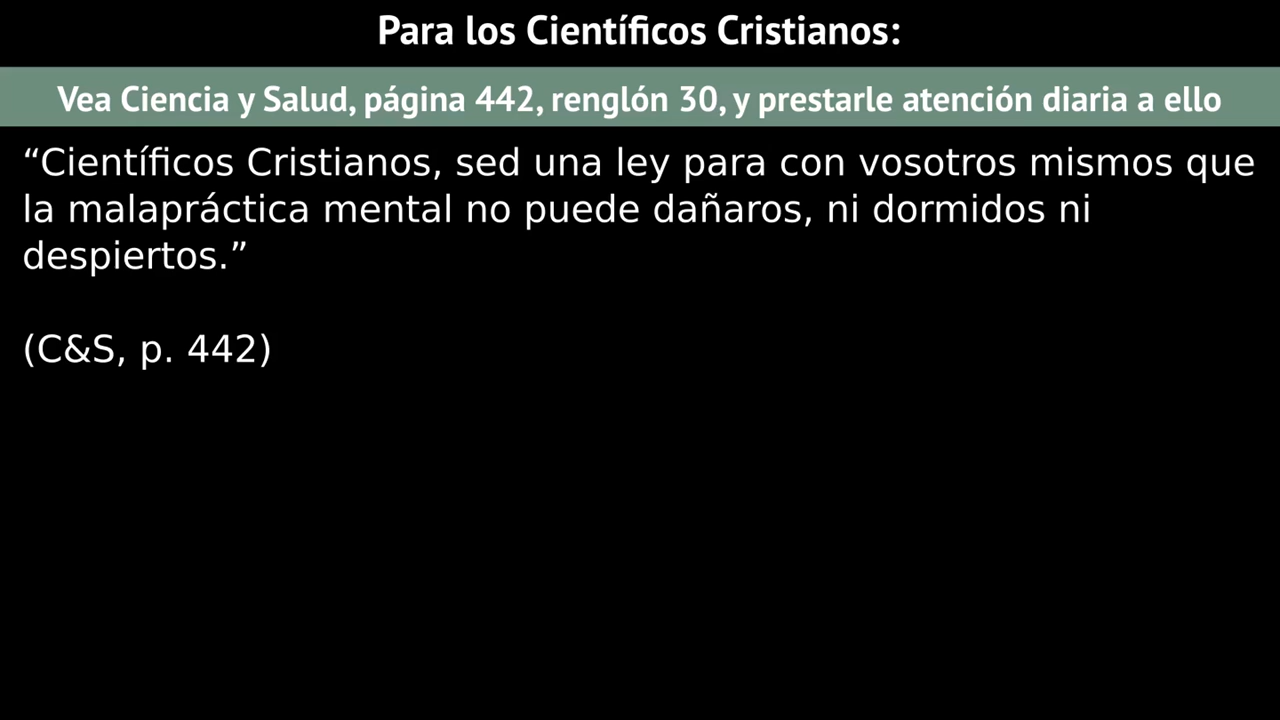 Para los Científicos Cristianos:
Vea Ciencia y Salud, página 442, renglón 30, y prestarle atención diaria a ello
“Científicos Cristianos, sed una ley para con vosotros mismos que
la malapráctica mental no puede dañaros, ni dormidos ni
despiertos.”
(C&S, p. 442)